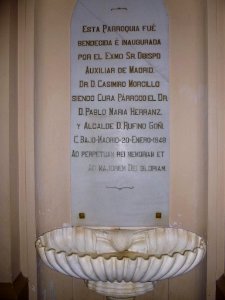 Esta Parroquia fué
bendecida é inaugurada
por el Exmo Sr. Obispo
Auxiliar de Madrid.
Dr. D. Casimiro Morcillo
siendo Cura Párroco el Dr.
D. Pablo Maria Herranz.
y Alcalde D. Rufino Goñi.
C. Bajo-Madrid-20-Enero-1948
Ad perpetuam rei memoriam et
Ad majorem Dei gloriam.